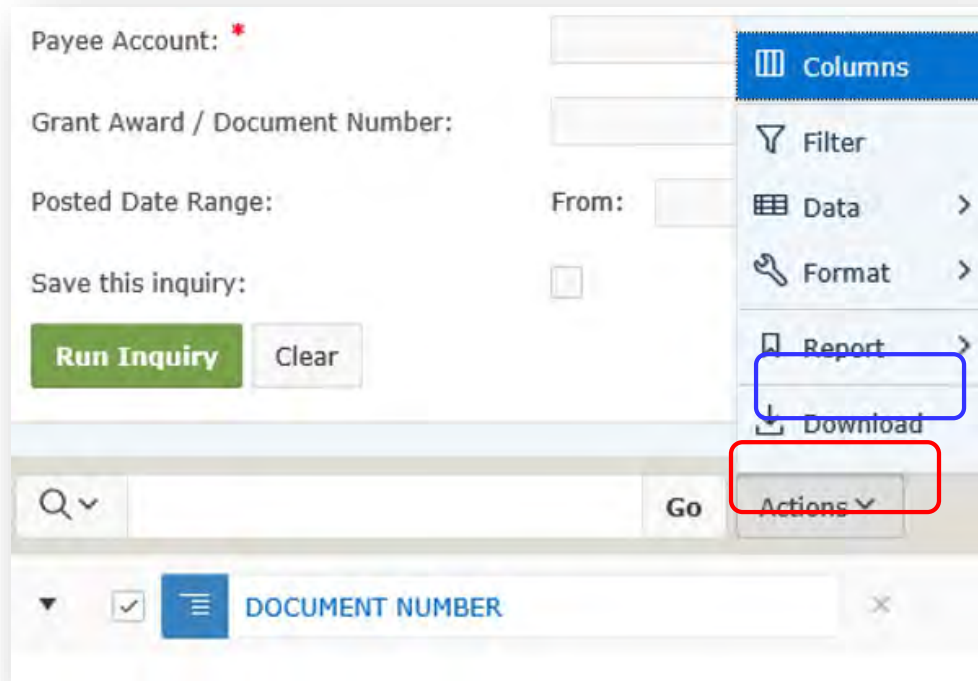 Payee Account: *
Columns
Grant Award / Document Number:
Filter
Posted Date Range:
From:
Data
Save this inquiry:
Format
Run Inquiry
Clear
Report
Download
Go
Actions
DOCUMENT NUMBER